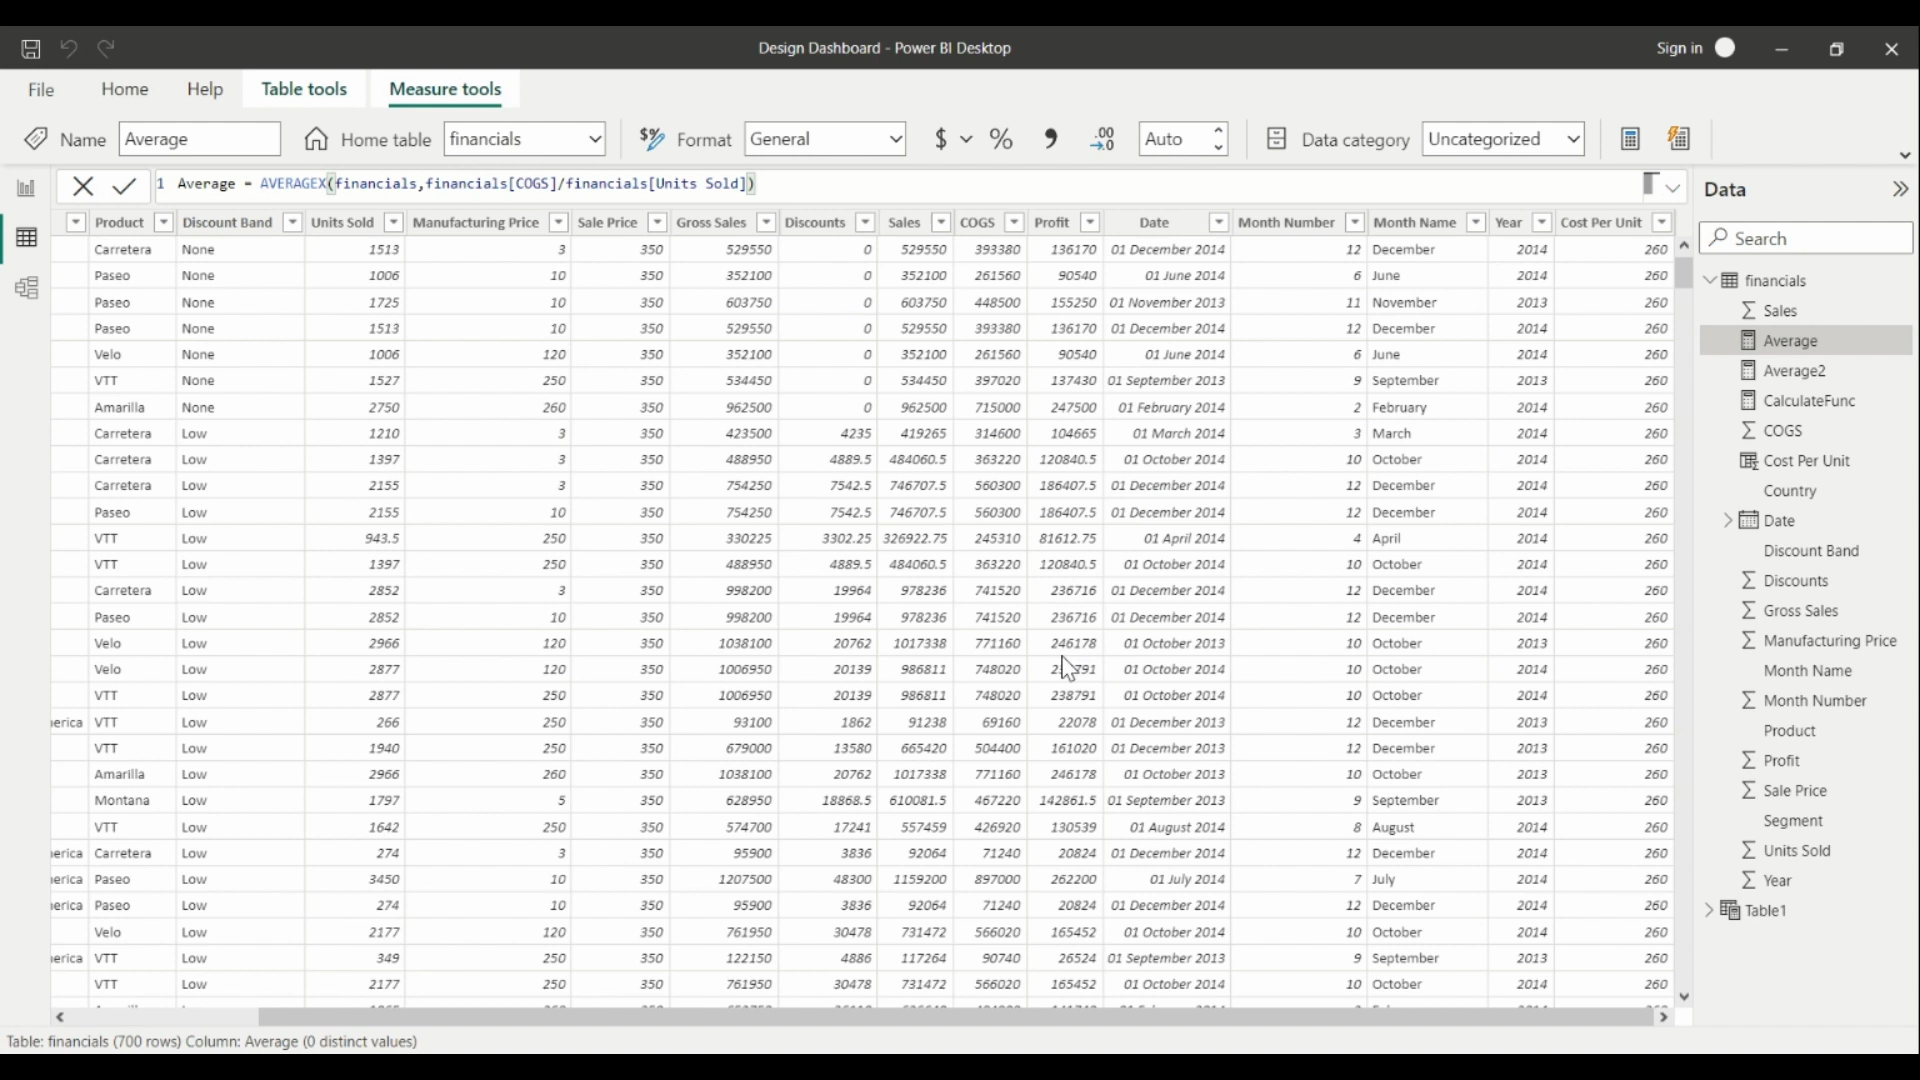 Design Dashboard - Power BI Desktop
Sign in
File Home Help Table tools Measure tools
Name Average Home table financials Format General $ % .00 Auto Data category Uncategorized
1 Average = AVERAGEX(financials,financials[COGS]/financials[Units Sold])
Product Discount Band Units Sold Manufacturing Price Sale Price Gross Sales Discounts Sales COGS Profit Date Month Number Month Name Year Cost Per Unit
Carretera None 1513 3 350 529550 0 529550 393380 136170 01 December 2014 12 December 2014 260
Paseo None 1006 10 350 352100 0 352100 261560 90540 01 June 2014 6 June 2014 260
Paseo None 1725 10 350 603750 0 603750 448500 155250 01 November 2013 11 November 2013 260
Paseo None 1513 10 350 529550 0 529550 393380 136170 01 December 2014 12 December 2014 260
Velo None 1006 120 350 352100 0 352100 261560 90540 01 June 2014 6 June 2014 260
VTT None 1527 250 350 534450 0 534450 397020 137430 01 September 2013 9 September 2013 260
Amarilla None 2750 260 350 962500 0 962500 715000 247500 01 February 2014 2 February 2014 260
Carretera Low 1210 3 350 423500 4235 419265 314600 104665 01 March 2014 3 March 2014 260
Carretera Low 1397 3 350 488950 4889.5 484060.5 363220 120840.5 01 October 2014 10 October 2014 260
Carretera Low 2155 3 350 754250 7542.5 746707.5 560300 186407.5 01 December 2014 12 December 2014 260
Paseo Low 2155 10 350 754250 7542.5 746707.5 560300 186407.5 01 December 2014 12 December 2014 260
VTT Low 943.5 250 350 330225 3302.25 326922.75 245310 81612.75 01 April 2014 4 April 2014 260
VTT Low 1397 250 350 488950 4889.5 484060.5 363220 120840.5 01 October 2014 10 October 2014 260
Carretera Low 2852 3 350 998200 19964 978236 741520 236716 01 December 2014 12 December 2014 260
Paseo Low 2852 10 350 998200 19964 978236 741520 236716 01 December 2014 12 December 2014 260
Velo Low 2966 120 350 1038100 20762 1017338 771160 246178 01 October 2013 10 October 2013 260
Velo Low 2877 120 350 1006950 20139 986811 748020 01 October 2014 10 October 2014 260
VTT Low 2877 250 350 1006950 20139 986811 748020 238791 01 October 2014 10 October 2014 260
erica VTT Low 266 250 350 93100 1862 91238 69160 22078 01 December 2013 12 December 2013 260
VTT Low 1940 250 350 679000 13580 665420 504400 161020 01 December 2013 12 December 2013 260
Amarilla Low 2966 260 350 1038100 20762 1017338 771160 246178 01 October 2013 10 October 2013 260
Montana Low 1797 5 350 628950 18868.5 610081.5 467220 142861.5 01 September 2013 9 September 2013 260
VTT Low 1642 250 350 574700 17241 557459 426920 130539 01 August 2014 8 August 2014 260
erica Carretera Low 274 3 350 95900 3836 92064 71240 20824 01 December 2014 12 December 2014 260
erica Paseo Low 3450 10 350 1207500 48300 1159200 897000 262200 01 July 2014 7 July 2014 260
erica Paseo Low 274 10 350 95900 3836 92064 71240 20824 01 December 2014 12 December 2014 260
Velo Low 2177 120 350 761950 30478 731472 566020 165452 01 October 2014 10 October 2014 260
erica VTT Low 349 250 350 122150 4886 117264 90740 26524 01 September 2013 9 September 2013 260
VTT Low 2177 250 350 761950 30478 731472 566020 165452 01 October 2014 10 October 2014 260
Table: financials (700 rows) Column: Average (0 distinct values)
Data
Search
financials
Sales
Average
Average2
CalculateFunc
COGS
Cost Per Unit
Country
Date
Discount Band
Discounts
Gross Sales
Manufacturing Price
Month Name
Month Number
Product
Profit
Sale Price
Segment
Units Sold
Year
Table1